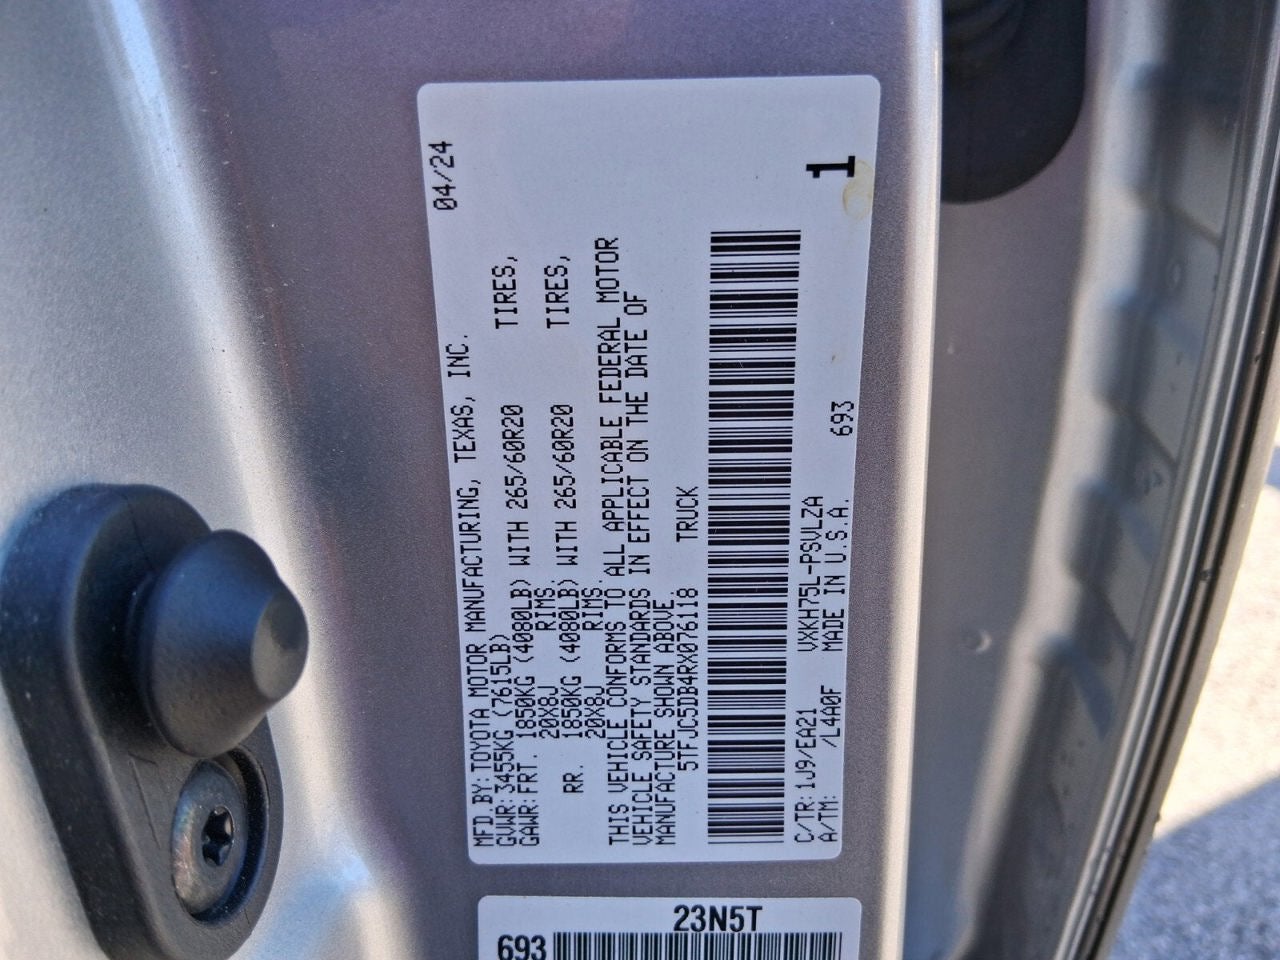 MFD.BY:TOYOTA MOTOR MANUFACTURING, TEXAS, INC. 04/24
GVWR:3455KG(7615LB)
GAWR:FRT. 1850KG (4080LB) WITH 265/60R20 TIRES,
20X8J RIMS.
RR. 1850KG (4080LB) WITH 265/60R20 TIRES,
20X8J RIMS.
THIS VEHICLE CONFORMS TO ALL APPLICABLE FEDERAL MOTOR
VEHICLE SAFETY STANDARDS IN EFFECT ON THE DATE OF
MANUFACTURE SHOWN ABOVE.
5TFJC5DB4RX076118 TRUCK
C/TR:1J9/EA21 VXKH75L-PSVLZA
A/TM: /L4A0F MADE IN U.S.A. 693
1
23N5T
693